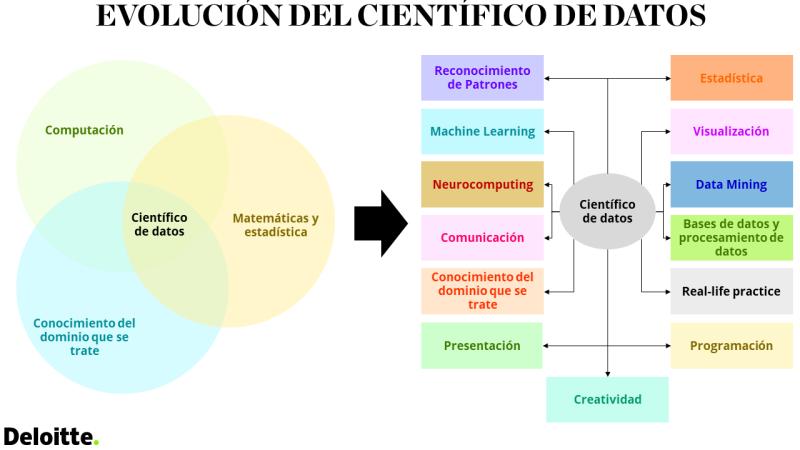 EVOLUCIÓN DEL CIENTÍFICO DE DATOS
Computación
Científico
de datos
Matemáticas y
estadística
Conocimiento del
dominio que se
trate
Reconocimiento
de Patrones
Machine Learning
Neurocomputing
Comunicación
Conocimiento del
dominio que se
trate
Presentación
Científico
de datos
Estadística
Visualización
Data Mining
Bases de datos y
procesamiento de
datos
Real-life practice
Programación
Creatividad
Deloitte.